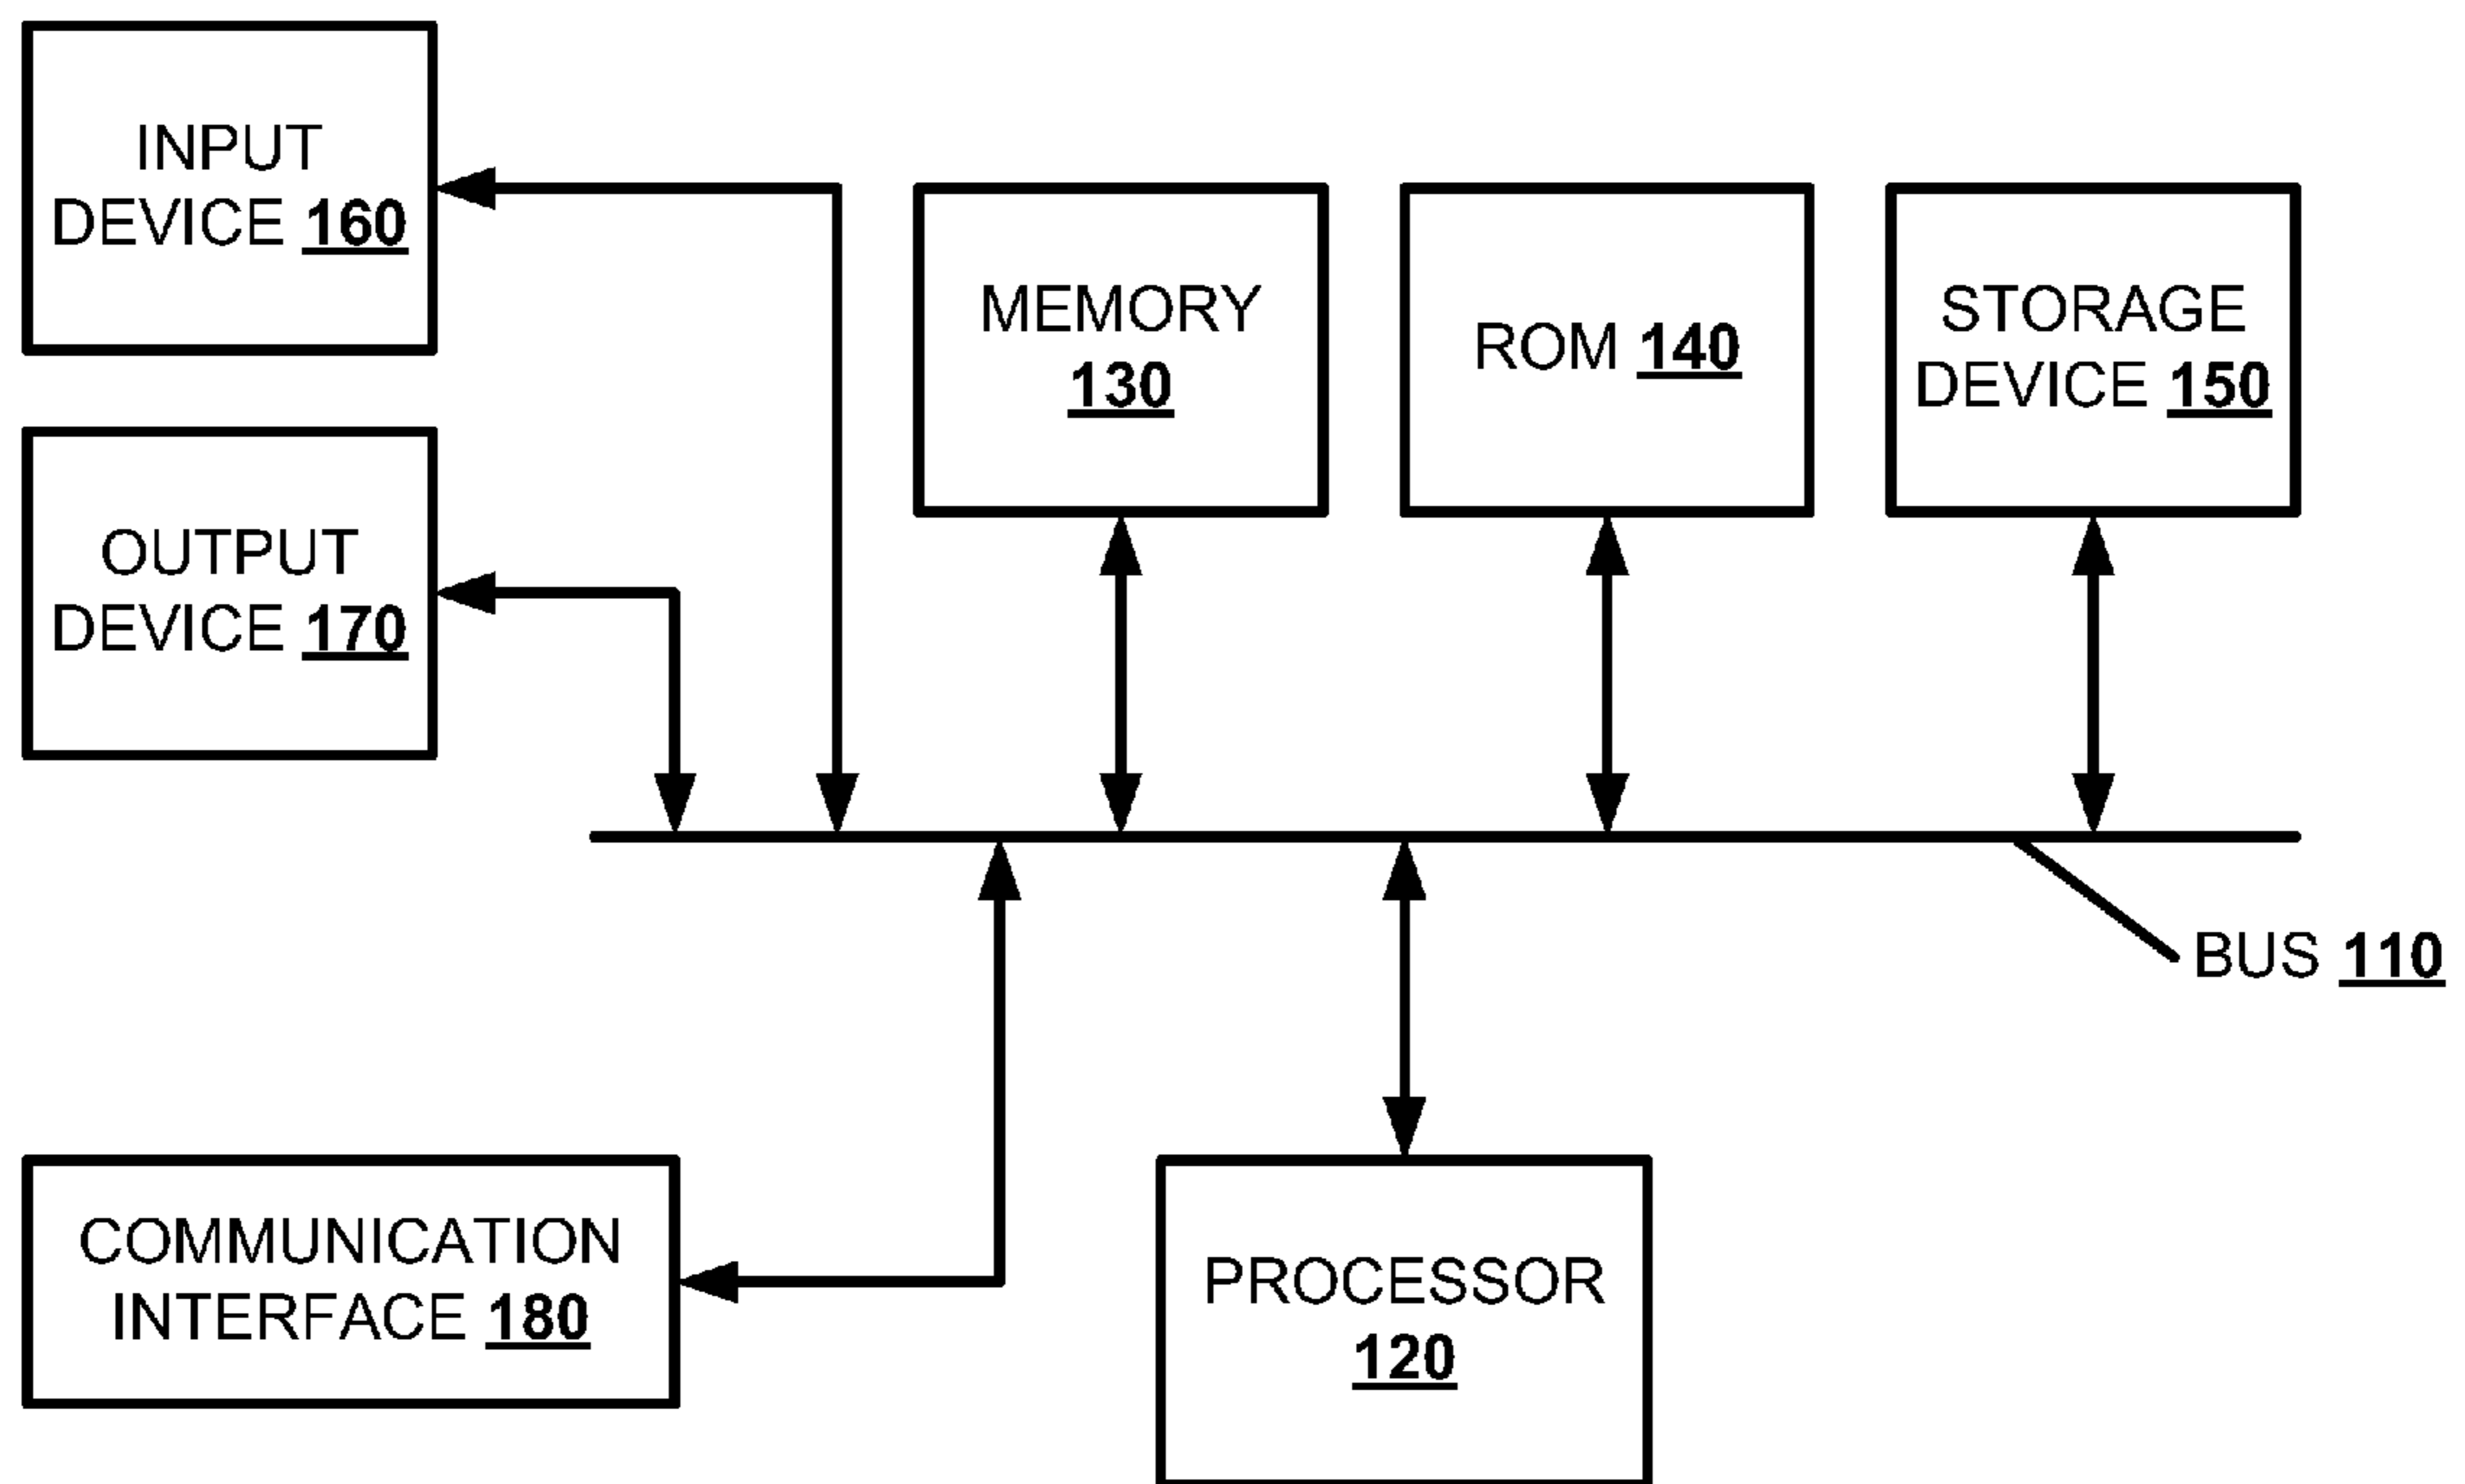 INPUT
DEVICE 160
MEMORY
130
ROM 140
STORAGE
DEVICE 150
OUTPUT
DEVICE 170
BUS 110
COMMUNICATION
INTERFACE 180
PROCESSOR
120